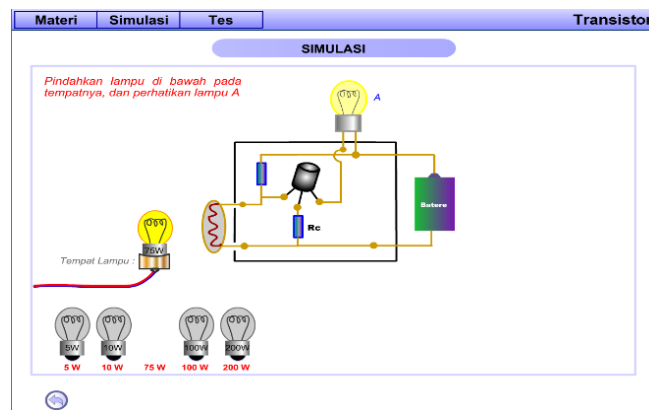 Materi Simulasi Tes Transistor
SIMULASI
Pindahkan lampu di bawah pada
tempatnya, dan perhatikan lampu A
A
Batere
Rc
75W
Tempat Lampu :
5W 10W 100W 200W
5 W 10 W 75 W 100 W 200 W